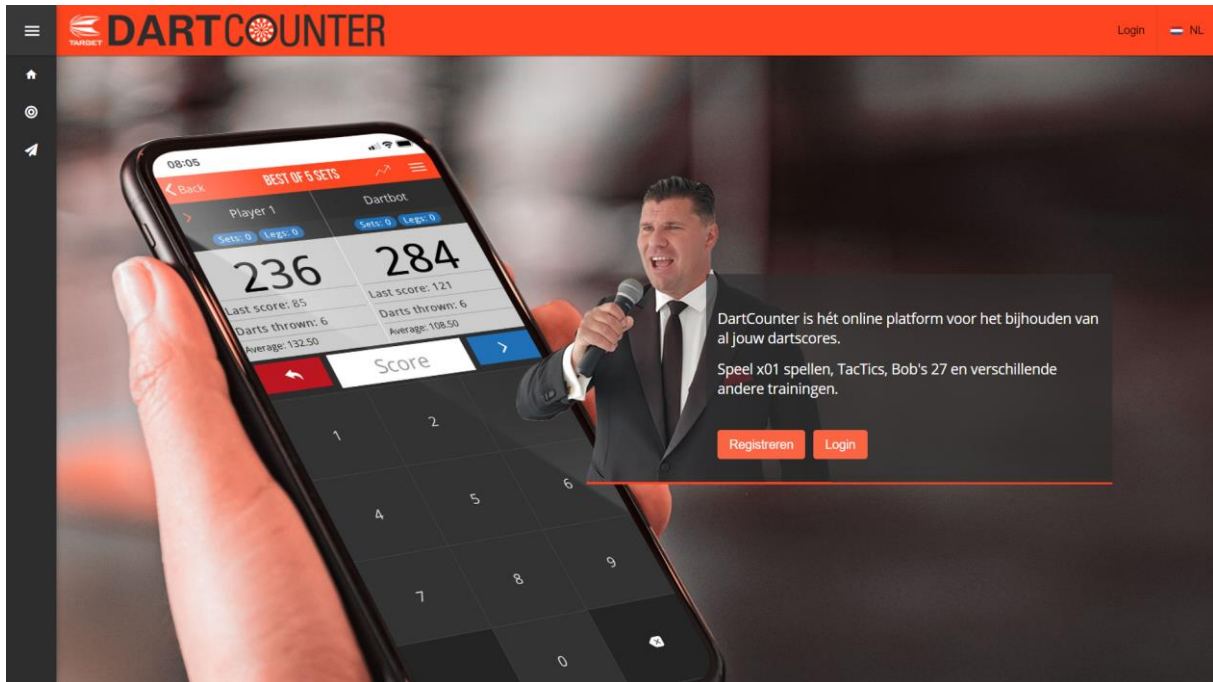 TARGET DARTCOUNTER
Login
NL
08:05
Back
BEST OF 5 SETS
Player 1
Dartbot
Sets: 0 Legs: 0
Sets: 0 Legs: 0
236
284
Last score: 85
Last score: 121
Darts thrown: 6
Darts thrown: 6
Average: 132.50
Average: 108.50
Score
1
2
4
5
6
7
8
9
0
DartCounter is hét online platform voor het bijhouden van
al jouw dartscores.
Speel x01 spellen, TacTics, Bob's 27 en verschillende
andere trainingen.
Registreren
Login